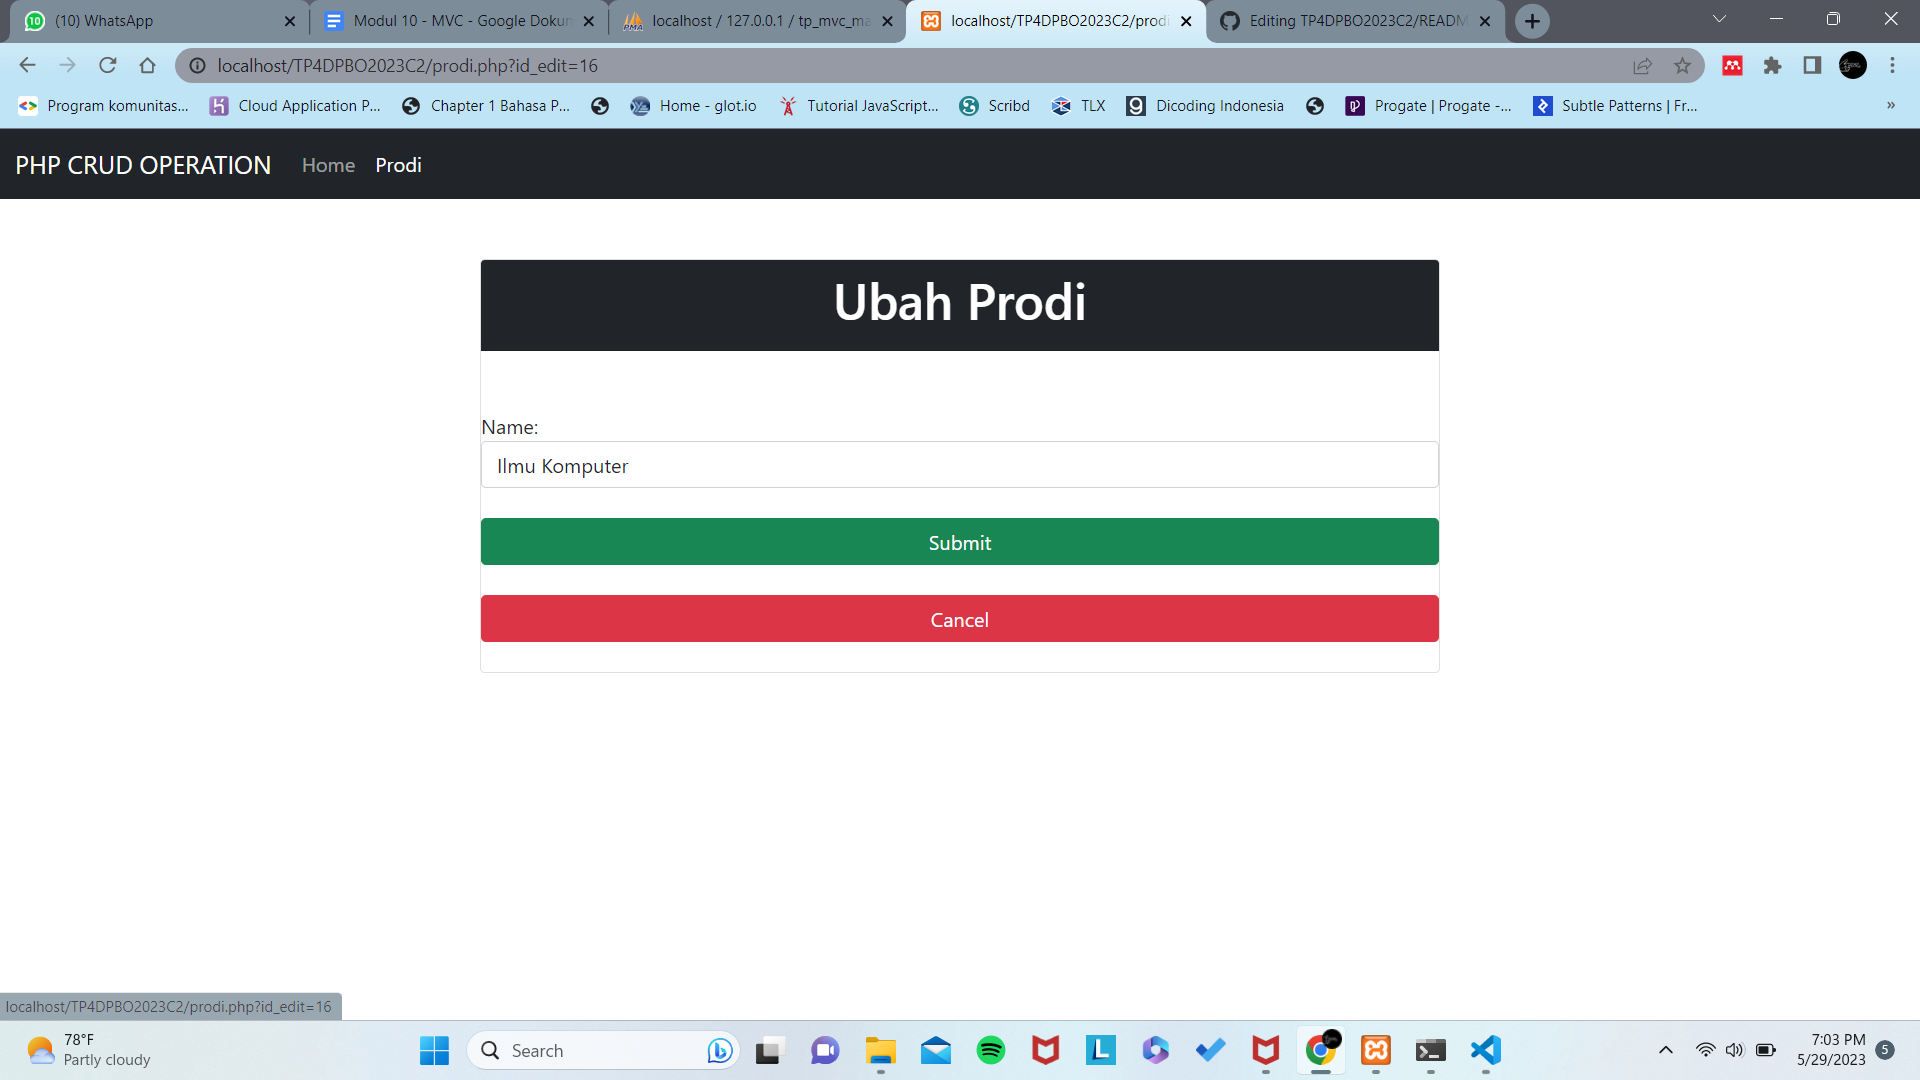 (10) WhatsApp
Modul 10 - MVC - Google Dokun
localhost / 127.0.0.1 / tp_mvc_ma
localhost/TP4DPBO2023C2/prodi
Editing TP4DPBO2023C2/READM
localhost/TP4DPBO2023C2/prodi.php?id_edit=16
Program komunitas...
Cloud Application P...
Chapter 1 Bahasa P...
Home - glot.io
Tutorial JavaScript...
Scribd
TLX
Dicoding Indonesia
Progate | Progate -...
Subtle Patterns | Fr...
»
PHP CRUD OPERATION
Home
Prodi
Ubah Prodi
Name:
Ilmu Komputer
Submit
Cancel
localhost/TP4DPBO2023C2/prodi.php?id_edit=16
78°F
Partly cloudy
Search
7:03 PM
5/29/2023
5